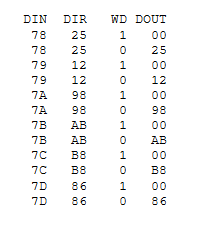 DIN DIR WD DOUT
78 25 1 00
78 25 0 25
79 12 1 00
79 12 0 12
7A 98 1 00
7A 98 0 98
7B AB 1 00
7B AB 0 AB
7C B8 1 00
7C B8 0 B8
7D 86 1 00
7D 86 0 86